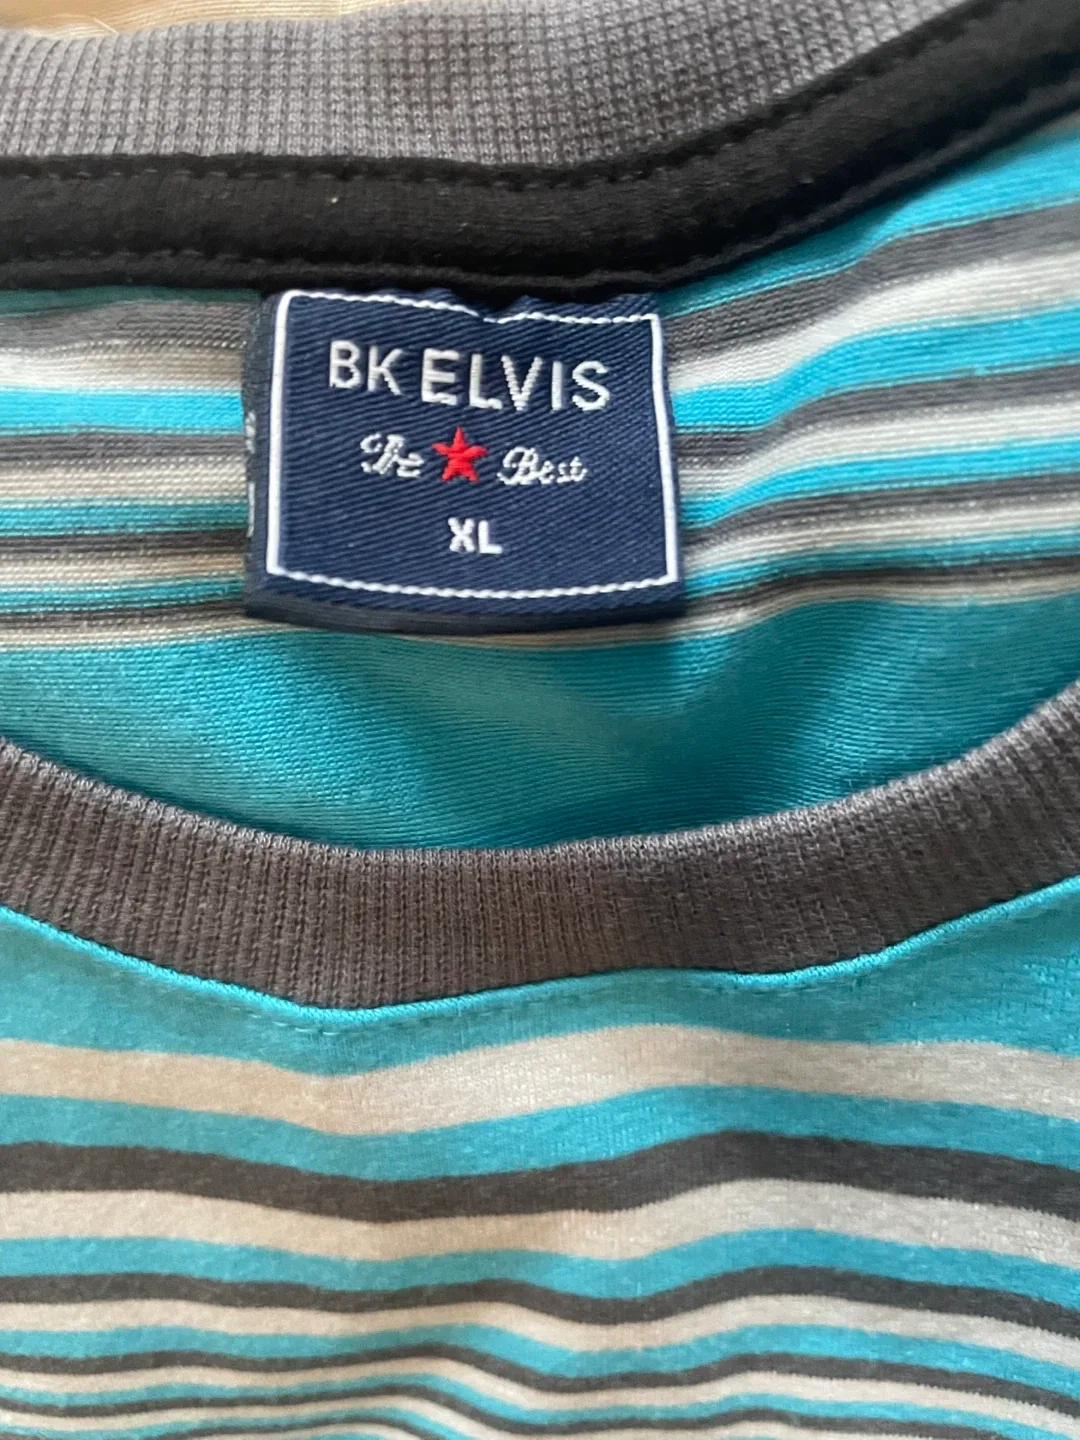 BK ELVIS
The ★ Best
XL